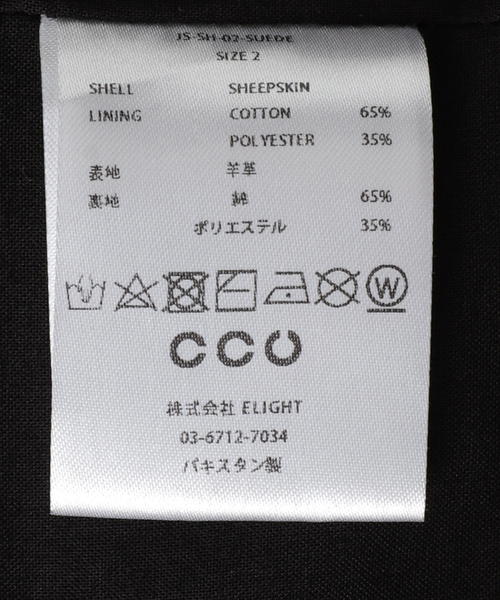 JS-SH-02-SUEDE
SIZE 2
SHELL SHEEPSKIN
LINING COTTON 65%
POLYESTER 35%
表地 羊革
裏地 綿 65%
ポリエステル 35%
W
CCU
株式会社 ELIGHT
03-6712-7034
パキスタン製